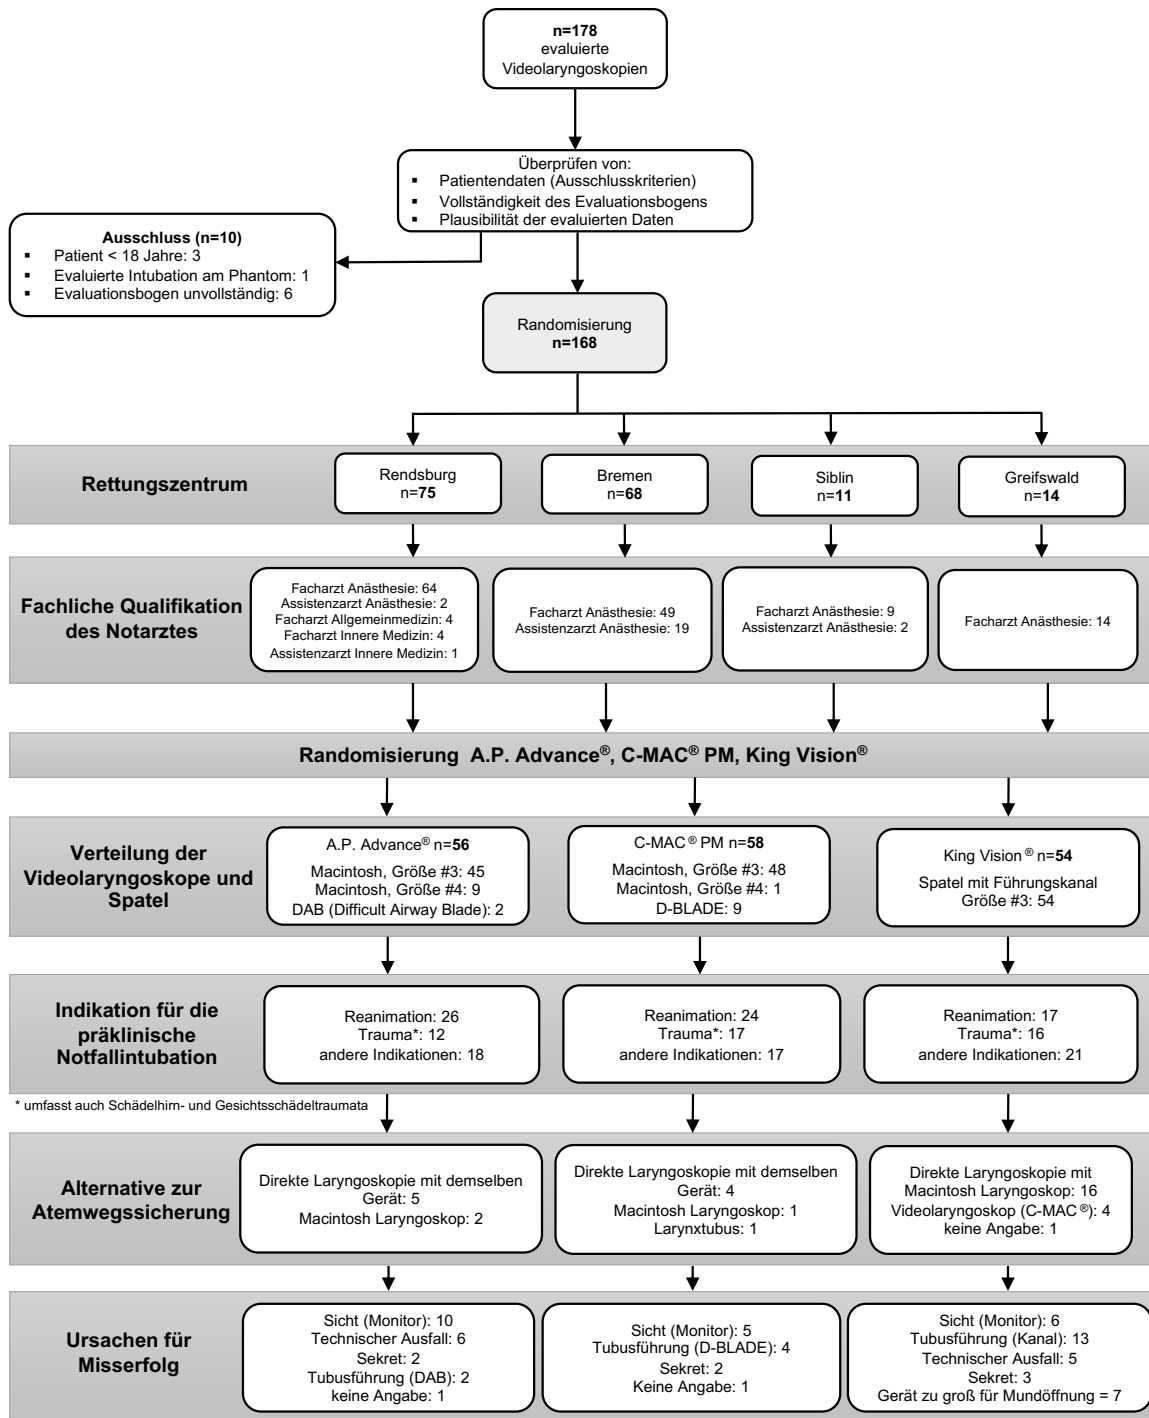 n=178
evaluierte
Videolaryngoskopien
Überprüfen von:
▪ Patientendaten (Ausschlusskriterien)
▪ Vollständigkeit des Evaluationsbogens
▪ Plausibilität der evaluierten Daten
Ausschluss (n=10)
▪ Patient < 18 Jahre: 3
▪ Evaluierte Intubation am Phantom: 1
▪ Evaluationsbogen unvollständig: 6
Randomisierung
n=168
Rettungszentrum
Rendsburg
n=75
Bremen
n=68
Siblin
n=11
Greifswald
n=14
Fachliche Qualifikation
des Notarztes
Facharzt Anästhesie: 64
Assistenzarzt Anästhesie: 2
Facharzt Allgemeinmedizin: 4
Facharzt Innere Medizin: 4
Assistenzarzt Innere Medizin: 1
Facharzt Anästhesie: 49
Assistenzarzt Anästhesie: 19
Facharzt Anästhesie: 9
Assistenzarzt Anästhesie: 2
Facharzt Anästhesie: 14
Randomisierung A.P. Advance®, C-MAC® PM, King Vision®
Verteilung der
Videolaryngoskope und
Spatel
A.P. Advance® n=56
Macintosh, Größe #3: 45
Macintosh, Größe #4: 9
DAB (Difficult Airway Blade): 2
C-MAC® PM n=58
Macintosh, Größe #3: 48
Macintosh, Größe #4: 1
D-BLADE: 9
King Vision® n=54
Spatel mit Führungskanal
Größe #3: 54
Indikation für die
präklinische
Notfallintubation
Reanimation: 26
Trauma*: 12
andere Indikationen: 18
Reanimation: 24
Trauma*: 17
andere Indikationen: 17
Reanimation: 17
Trauma*: 16
andere Indikationen: 21
* umfasst auch Schädelhirn- und Gesichtsschädeltraumata
Alternative zur
Atemwegssicherung
Direkte Laryngoskopie mit demselben
Gerät: 5
Macintosh Laryngoskop: 2
Direkte Laryngoskopie mit demselben
Gerät: 4
Macintosh Laryngoskop: 1
Larynxtubus: 1
Direkte Laryngoskopie mit
Macintosh Laryngoskop: 16
Videolaryngoskop (C-MAC®): 4
keine Angabe: 1
Ursachen für
Misserfolg
Sicht (Monitor): 10
Technischer Ausfall: 6
Sekret: 2
Tubusführung (DAB): 2
keine Angabe: 1
Sicht (Monitor): 5
Tubusführung (D-BLADE): 4
Sekret: 2
Keine Angabe: 1
Sicht (Monitor): 6
Tubusführung (Kanal): 13
Technischer Ausfall: 5
Sekret: 3
Gerät zu groß für Mundöffnung = 7